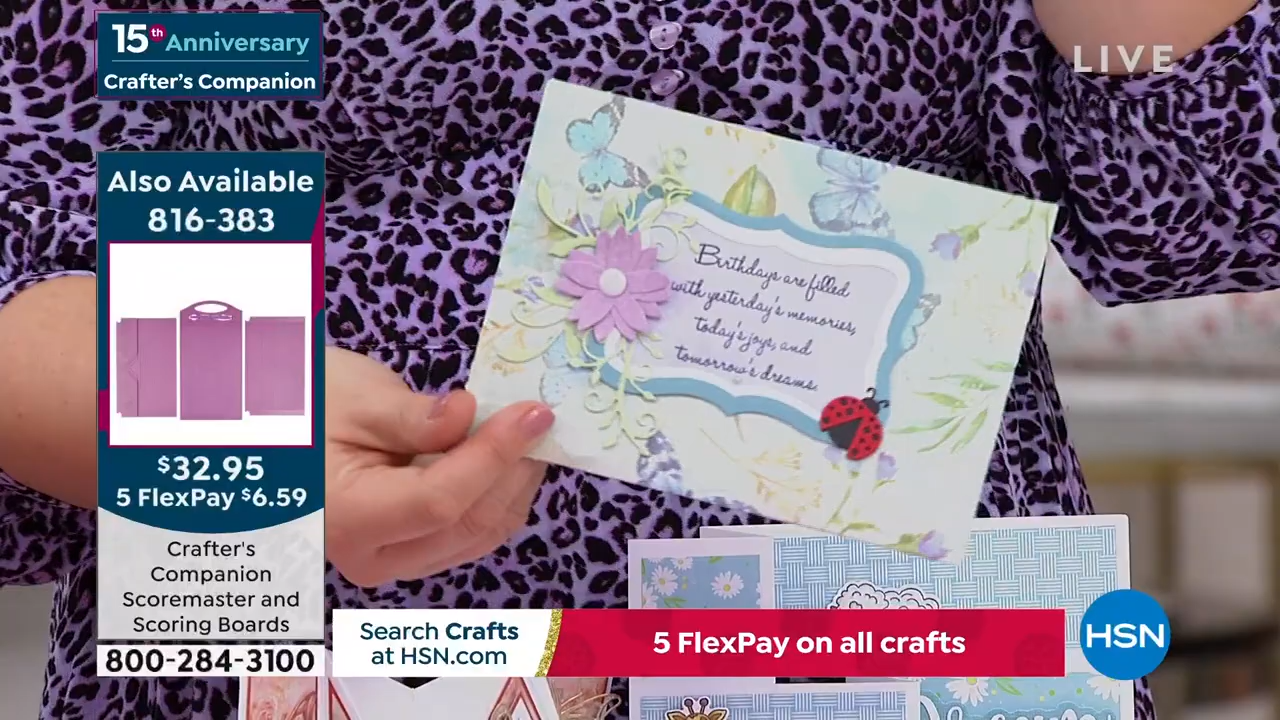 15th Anniversary
Crafter's Companion
LIVE
Also Available
816-383
$32.95
5 FlexPay $6.59
Crafter's
Companion
Scoremaster and
Scoring Boards
800-284-3100
Birthdays are filled
with yesterday's memories,
today's joys, and
tomorrow's dreams.
Search Crafts
at HSN.com
5 FlexPay on all crafts
HSN